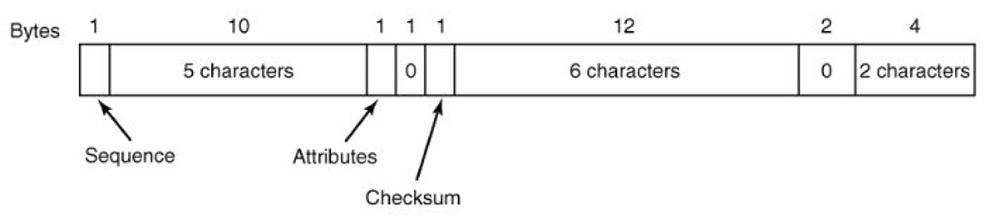 Bytes 1 10 1 1 1 12 2 4
5 characters 0 6 characters 0 2 characters
Sequence Attributes
Checksum